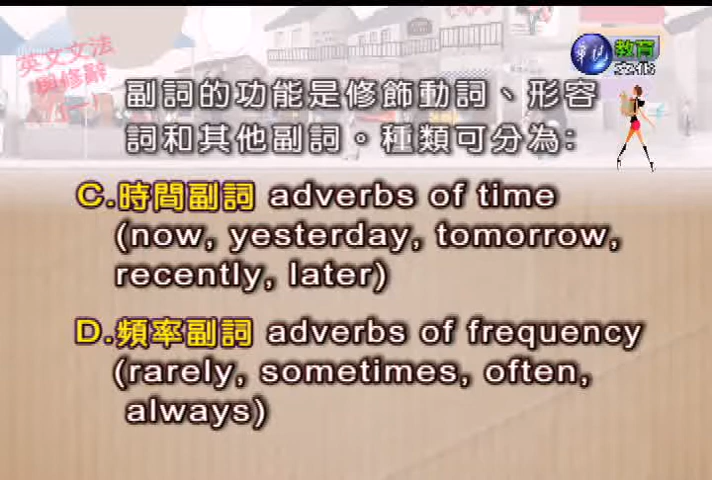 英文文法
與修辭
(一)
華視
教育
文化
副詞的功能是修飾動詞、形容
詞和其他副詞。種類可分為:
C.時間副詞 adverbs of time
(now, yesterday, tomorrow,
recently, later)
D.頻率副詞 adverbs of frequency
(rarely, sometimes, often,
always)